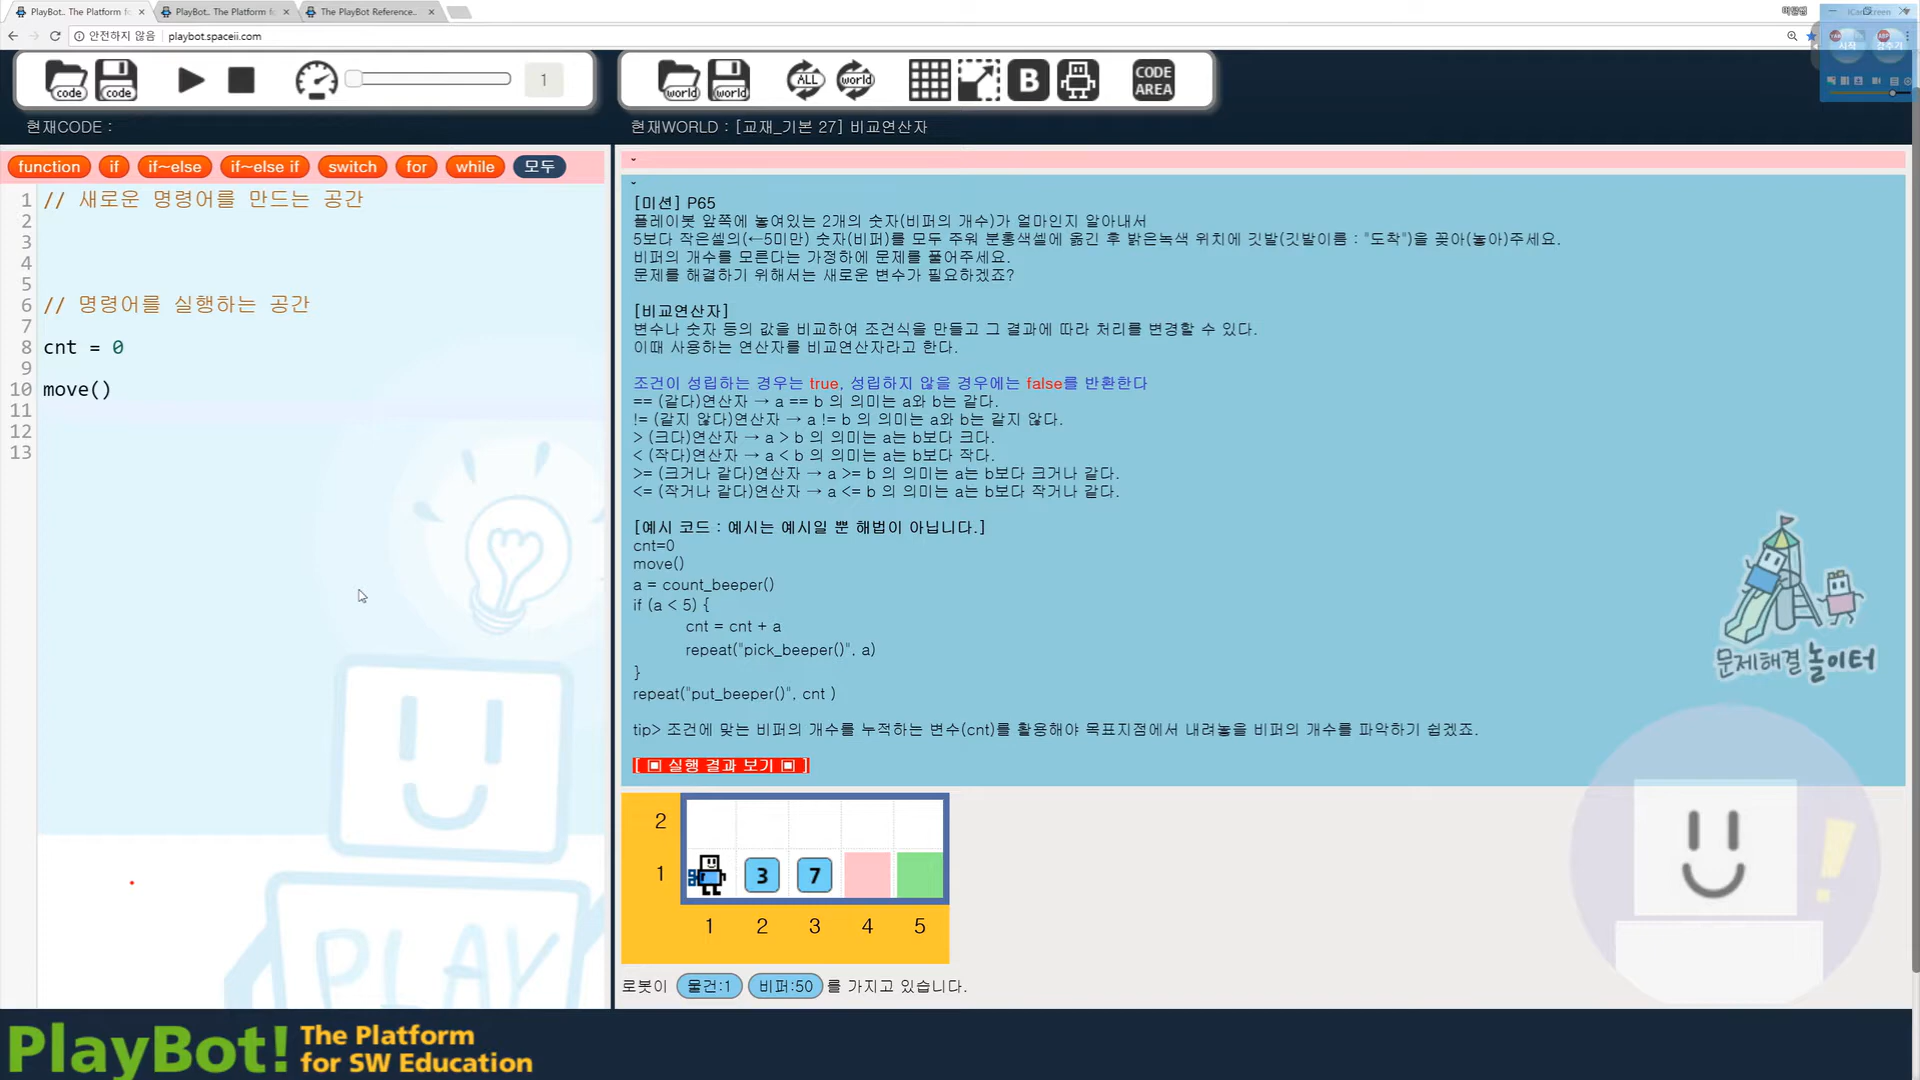 PlayBot.. The Platform fo
PlayBot.. The Platform fo
The PlayBot Reference..
안전하지 않음
playbot.spaceii.com
code
code
1
world
world
ALL
world
B
CODE AREA
현재CODE :
현재WORLD : [교재_기본 27] 비교연산자
function if if~else if~else if switch for while 모두
1 // 새로운 명령어를 만드는 공간
2
3
4
5
6 // 명령어를 실행하는 공간
7
8 cnt = 0
9
10 move()
11
12
13
PLAY
[미션] P65
플레이봇 앞쪽에 놓여있는 2개의 숫자(비퍼의 개수)가 얼마인지 알아내서
5보다 작은셀의(←5미만) 숫자(비퍼)를 모두 주워 분홍색셀에 옮긴 후 밝은녹색 위치에 깃발(깃발이름 : "도착")을 꽂아(놓아)주세요.
비퍼의 개수를 모른다는 가정하에 문제를 풀어주세요.
문제를 해결하기 위해서는 새로운 변수가 필요하겠죠?
[비교연산자]
변수나 숫자 등의 값을 비교하여 조건식을 만들고 그 결과에 따라 처리를 변경할 수 있다.
이때 사용하는 연산자를 비교연산자라고 한다.
조건이 성립하는 경우는 true, 성립하지 않을 경우에는 false를 반환한다
== (같다)연산자 → a == b 의 의미는 a와 b는 같다.
!= (같지 않다)연산자 → a != b 의 의미는 a와 b는 같지 않다.
> (크다)연산자 → a > b 의 의미는 a는 b보다 크다.
< (작다)연산자 → a < b 의 의미는 a는 b보다 작다.
>= (크거나 같다)연산자 → a >= b 의 의미는 a는 b보다 크거나 같다.
<= (작거나 같다)연산자 → a <= b 의 의미는 a는 b보다 작거나 같다.
[예시 코드 : 예시는 예시일 뿐 해법이 아닙니다.]
cnt=0
move()
a = count_beeper()
if (a < 5) {
cnt = cnt + a
repeat("pick_beeper()", a)
}
repeat("put_beeper()", cnt )
tip> 조건에 맞는 비퍼의 개수를 누적하는 변수(cnt)를 활용해야 목표지점에서 내려놓을 비퍼의 개수를 파악하기 쉽겠죠.
[ ▣ 실행 결과 보기 ▣ ]
문제해결 놀이터
2
1 3 7
1 2 3 4 5
로봇이 물건:1 비퍼:50 를 가지고 있습니다.
PlayBot! The Platform
for SW Education